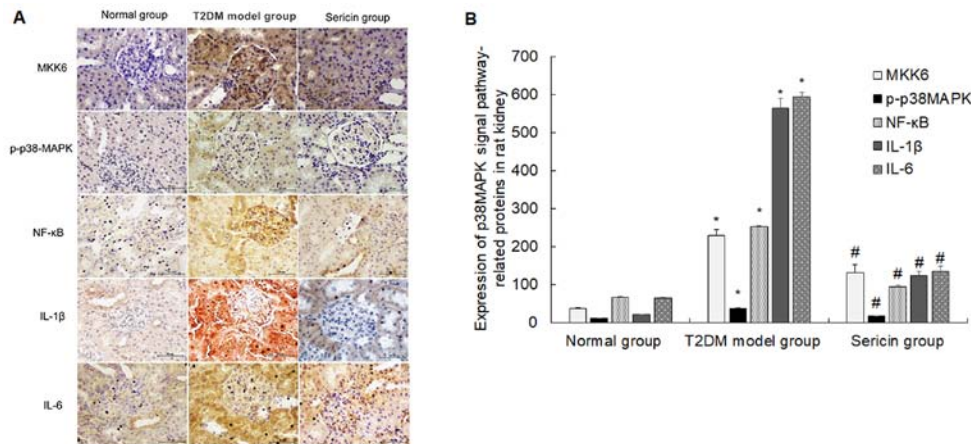 A
Normal group T2DM model group Sericin group
MKK6
p-p38-MAPK
NF-κB
IL-1β
IL-6
B
Expression of p38MAPK signal pathway-
related proteins in rat kidney
700
600
500
400
300
200
100
0
MKK6
p-p38MAPK
NF-κB
IL-1β
IL-6
* * * * *
# # # # #
Normal group T2DM model group Sericin group